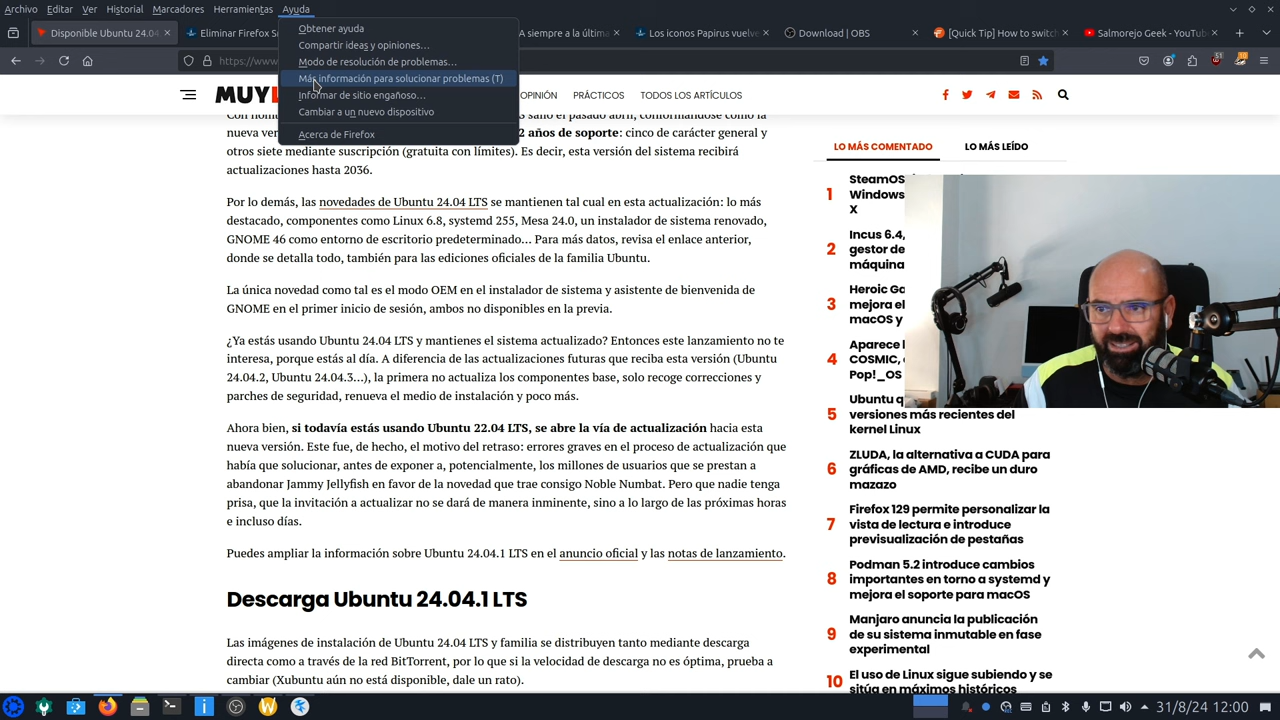 Archivo Editar Ver Historial Marcadores Herramientas Ayuda
Disponible Ubuntu 24.04
Eliminar Firefox Sn
A siempre a la última
Los iconos Papirus evoluc
Download | OBS
[Quick Tip] How to conve
Salmorejo Geek - YouTube
Obtener ayuda
Compartir ideas y opiniones…
Modo de resolución de problemas…
Más información para solucionar problemas (T)
Informar de sitio engañoso…
Cambiar a un nuevo dispositivo
Acerca de Firefox
https://www
MUYL
OPINIÓN PRÁCTICOS TODOS LOS ARTÍCULOS
S salió el pasado abril, conformándose como la
nueva ver 2 años de soporte: cinco de carácter general y
otros siete mediante suscripción (gratuita con límites). Es decir, esta versión del sistema recibirá
actualizaciones hasta 2036.
Por lo demás, las novedades de Ubuntu 24.04 LTS se mantienen tal cual en esta actualización: lo más
destacado, componentes como Linux 6.8, systemd 255, Mesa 24.0, un instalador de sistema renovado,
GNOME 46 como entorno de escritorio predeterminado... Para más datos, revisa el enlace anterior,
donde se detalla todo, también para las ediciones oficiales de la familia Ubuntu.
La única novedad como tal es el modo OEM en el instalador de sistema y asistente de bienvenida de
GNOME en el primer inicio de sesión, ambos no disponibles en la previa.
¿Ya estás usando Ubuntu 24.04 LTS y mantienes el sistema actualizado? Entonces este lanzamiento no te
interesa, porque estás al día. A diferencia de las actualizaciones futuras que reciba esta versión (Ubuntu
24.04.2, Ubuntu 24.04.3...), la primera no actualiza los componentes base, solo recoge correcciones y
parches de seguridad, renueva el medio de instalación y poco más.
Ahora bien, si todavía estás usando Ubuntu 22.04 LTS, se abre la vía de actualización hacia esta
nueva versión. Este fue, de hecho, el motivo del retraso: errores graves en el proceso de actualización que
había que solucionar, antes de exponer a, potencialmente, los millones de usuarios que se prestan a
abandonar Jammy Jellyfish en favor de la novedad que trae consigo Noble Numbat. Pero que nadie tenga
prisa, que la invitación a actualizar no se dará de manera inminente, sino a lo largo de las próximas horas
e incluso días.
Puedes ampliar la información sobre Ubuntu 24.04.1 LTS en el anuncio oficial y las notas de lanzamiento.
Descarga Ubuntu 24.04.1 LTS
Las imágenes de instalación de Ubuntu 24.04 LTS y familia se distribuyen tanto mediante descarga
directa como a través de la red BitTorrent, por lo que si la velocidad de descarga no es óptima, prueba a
cambiar (Xubuntu aún no está disponible, dale un rato).
LO MÁS COMENTADO LO MÁS LEÍDO
1 SteamOS
Windows
X
2 Incus 6.4,
gestor de
máquina
3 Heroic Ga
mejora el
macOS y
4 Aparece
COSMIC,
Pop!_OS
5 Ubuntu q
versiones más recientes del
kernel Linux
6 ZLUDA, la alternativa a CUDA para
gráficas de AMD, recibe un duro
mazazo
7 Firefox 129 permite personalizar la
vista de lectura e introduce
previsualización de pestañas
8 Podman 5.2 introduce cambios
importantes en torno a systemd y
mejora el soporte para macOS
9 Manjaro anuncia la publicación
de su sistema inmutable en fase
experimental
10 El uso de Linux sigue subiendo y se
sitúa en máximos históricos
31/8/24 12:00